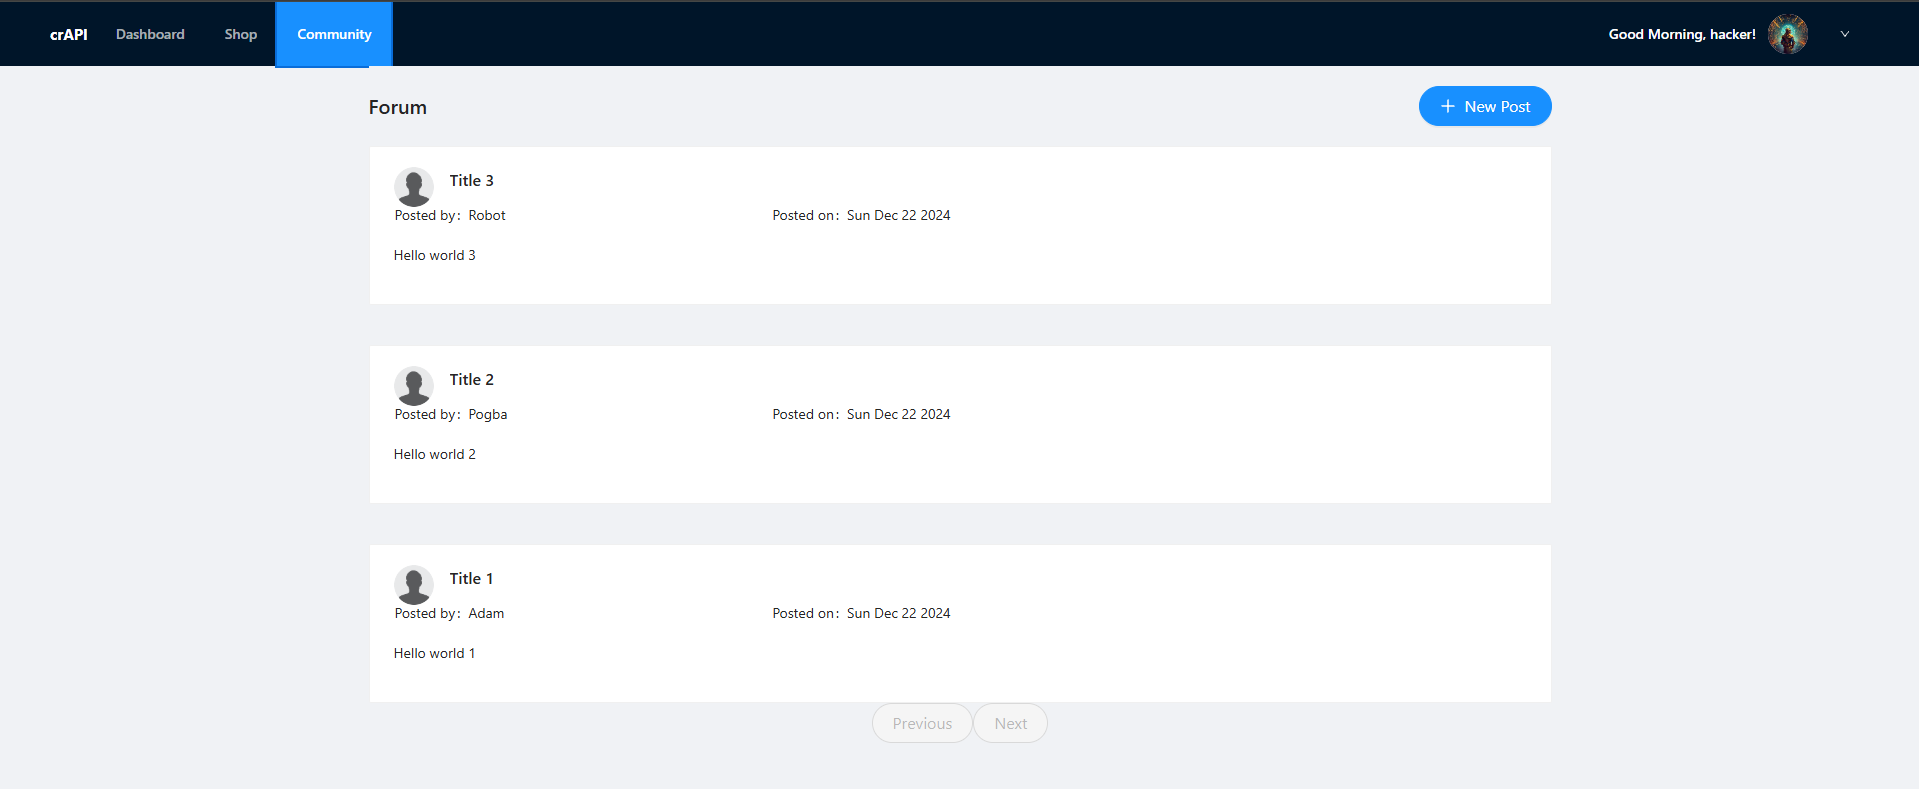 crAPI Dashboard Shop Community Good Morning, hacker!
Forum
+ New Post
Title 3
Posted by: Robot Posted on: Sun Dec 22 2024
Hello world 3
Title 2
Posted by: Pogba Posted on: Sun Dec 22 2024
Hello world 2
Title 1
Posted by: Adam Posted on: Sun Dec 22 2024
Hello world 1
Previous Next